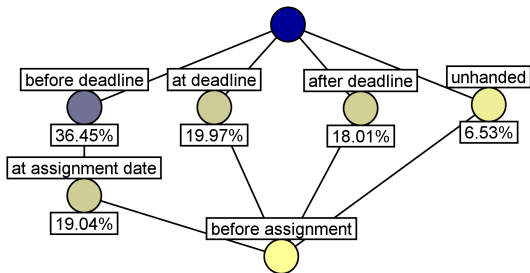 before deadline
at deadline
after deadline
unhanded
36.45%
19.97%
18.01%
6.53%
at assignment date
19.04%
before assignment